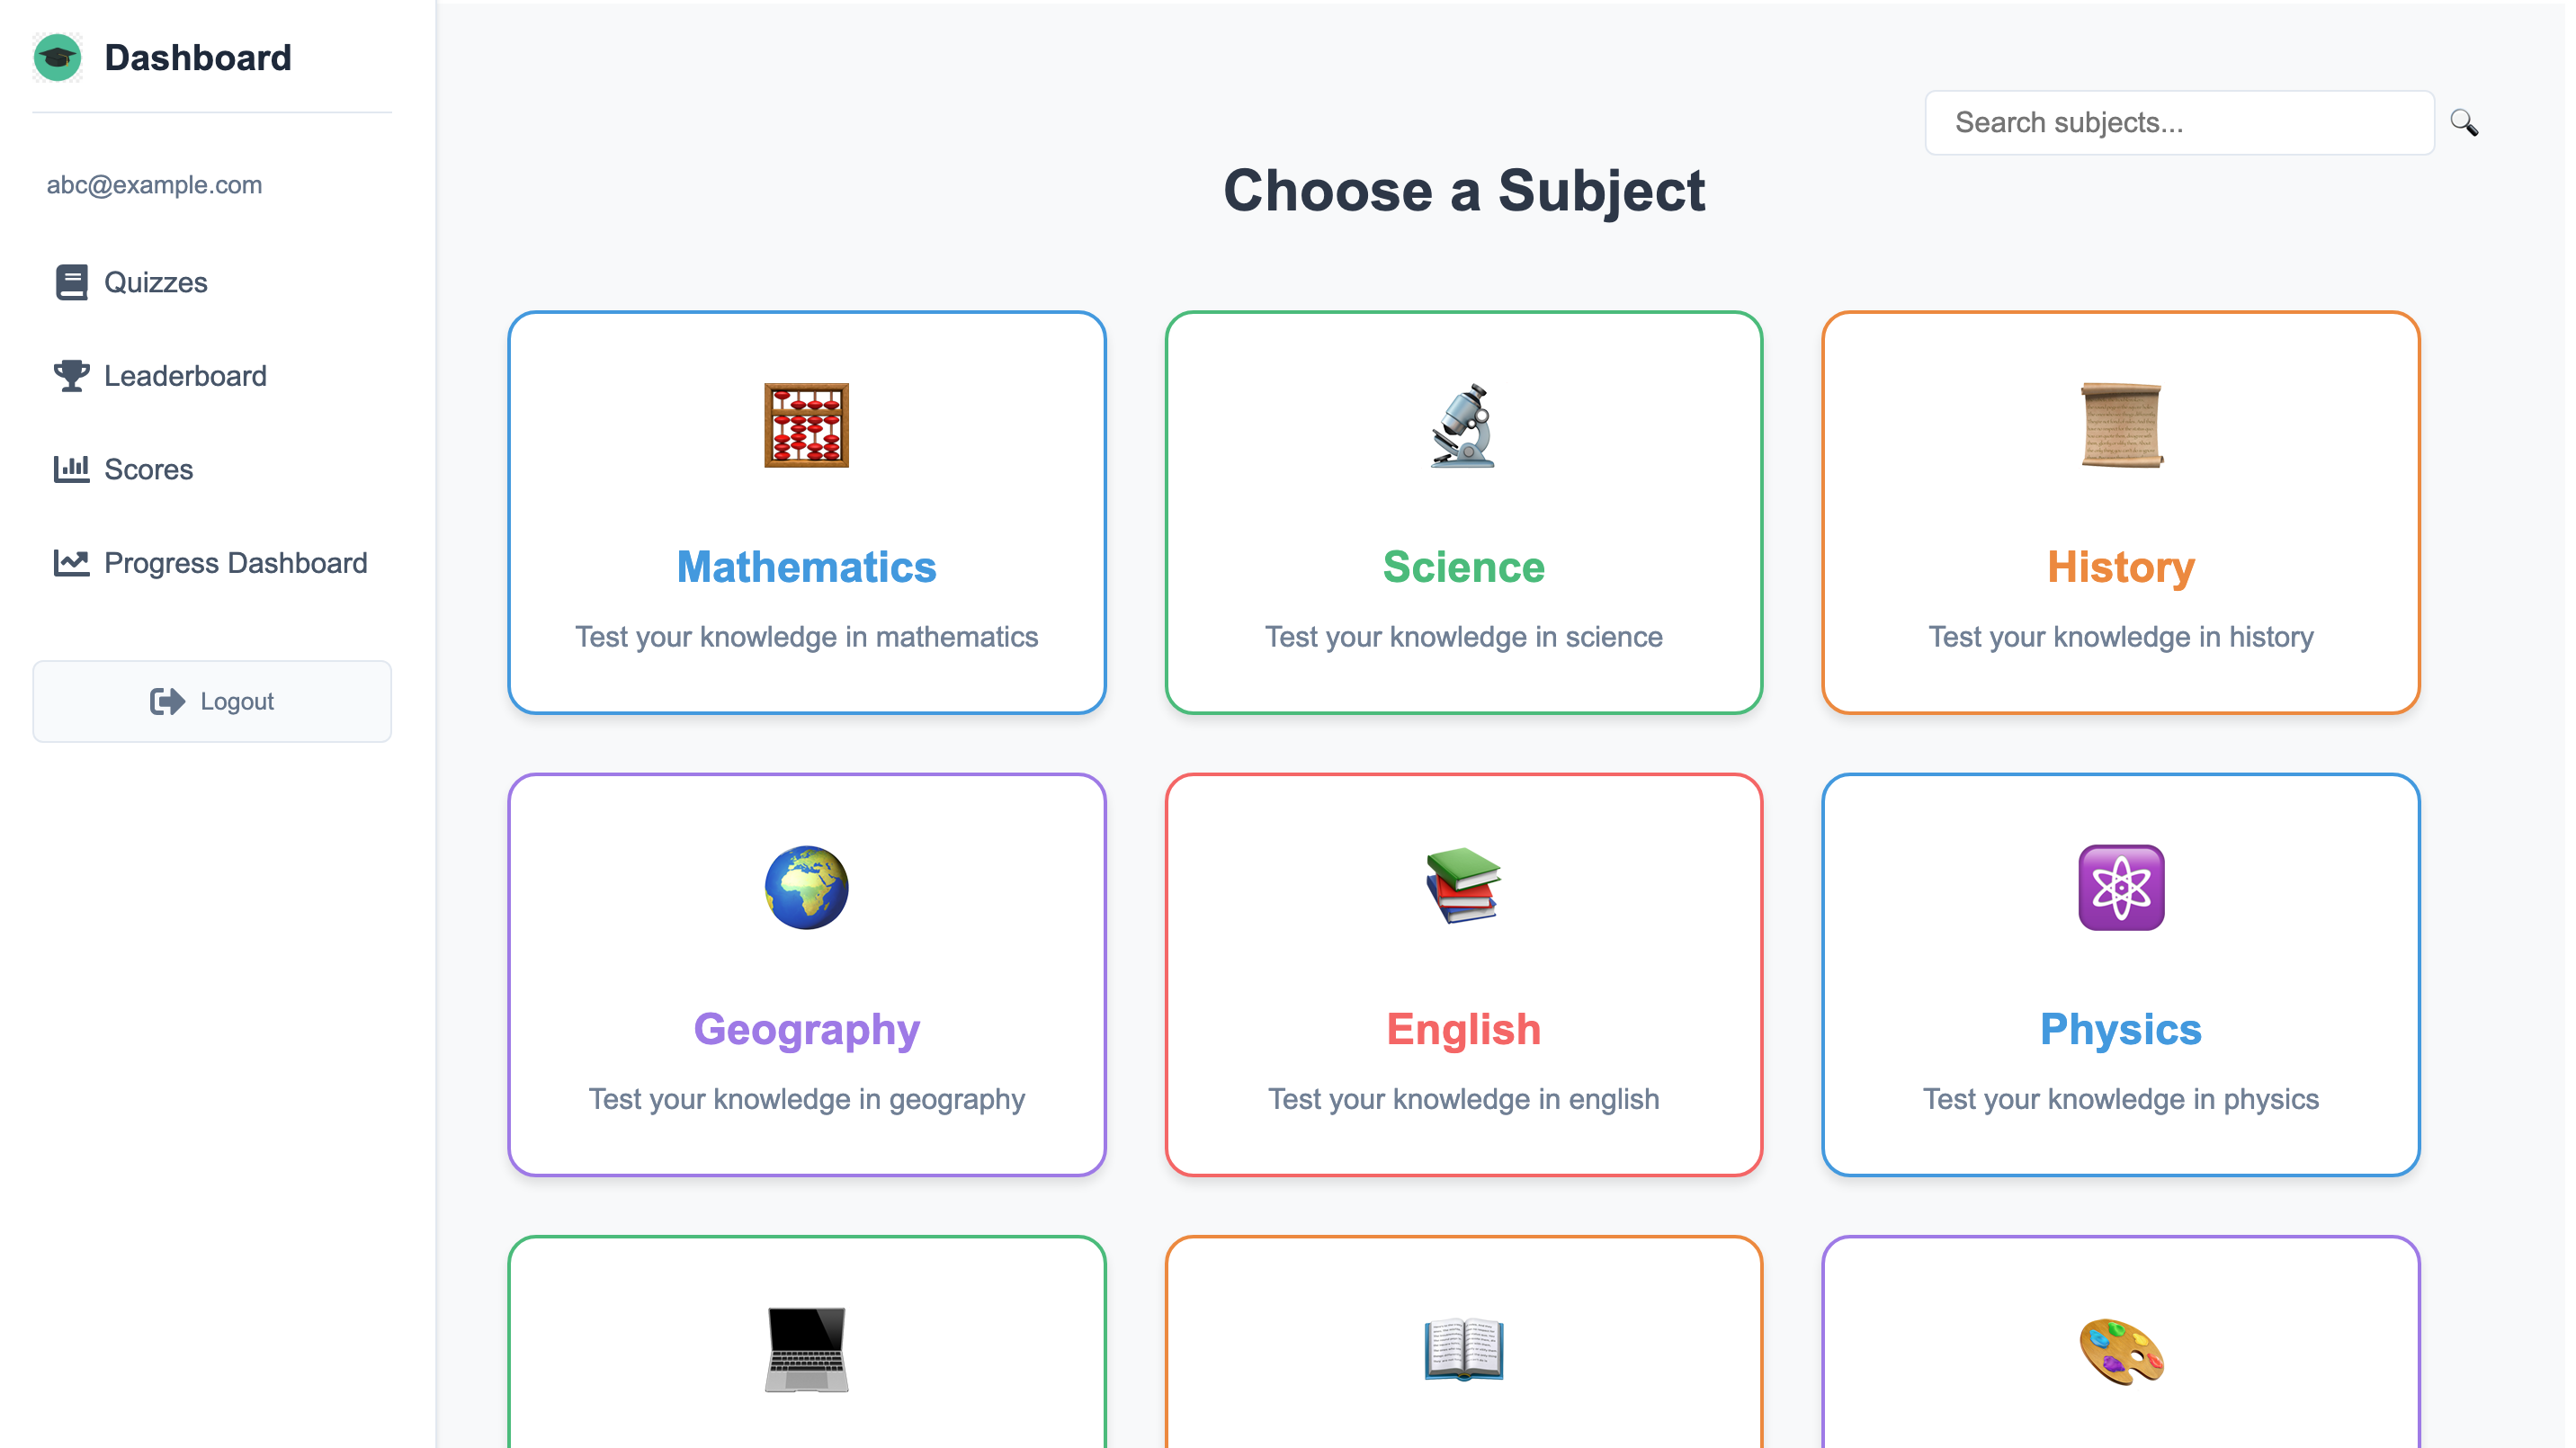 Dashboard
abc@example.com
Quizzes
Leaderboard
Scores
Progress Dashboard
Logout
Search subjects...
Choose a Subject
Mathematics
Test your knowledge in mathematics
Science
Test your knowledge in science
History
Test your knowledge in history
Geography
Test your knowledge in geography
English
Test your knowledge in english
Physics
Test your knowledge in physics